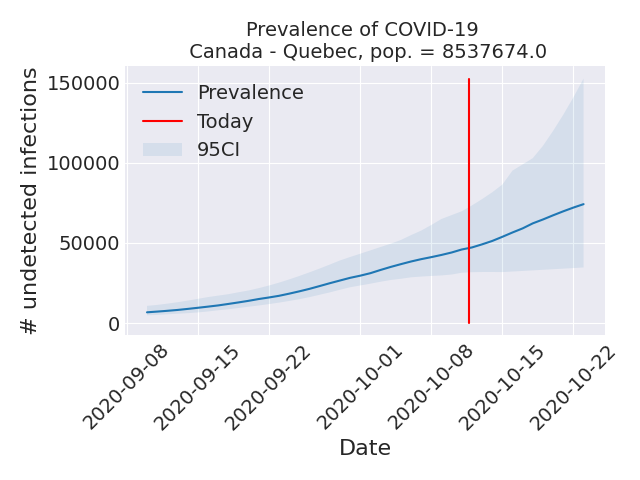 Prevalence of COVID-19
Canada - Quebec, pop. = 8537674.0
# undetected infections
150000
100000
50000
0
Prevalence
Today
95CI
2020-09-08
2020-09-15
2020-09-22
2020-10-01
2020-10-08
2020-10-15
2020-10-22
Date